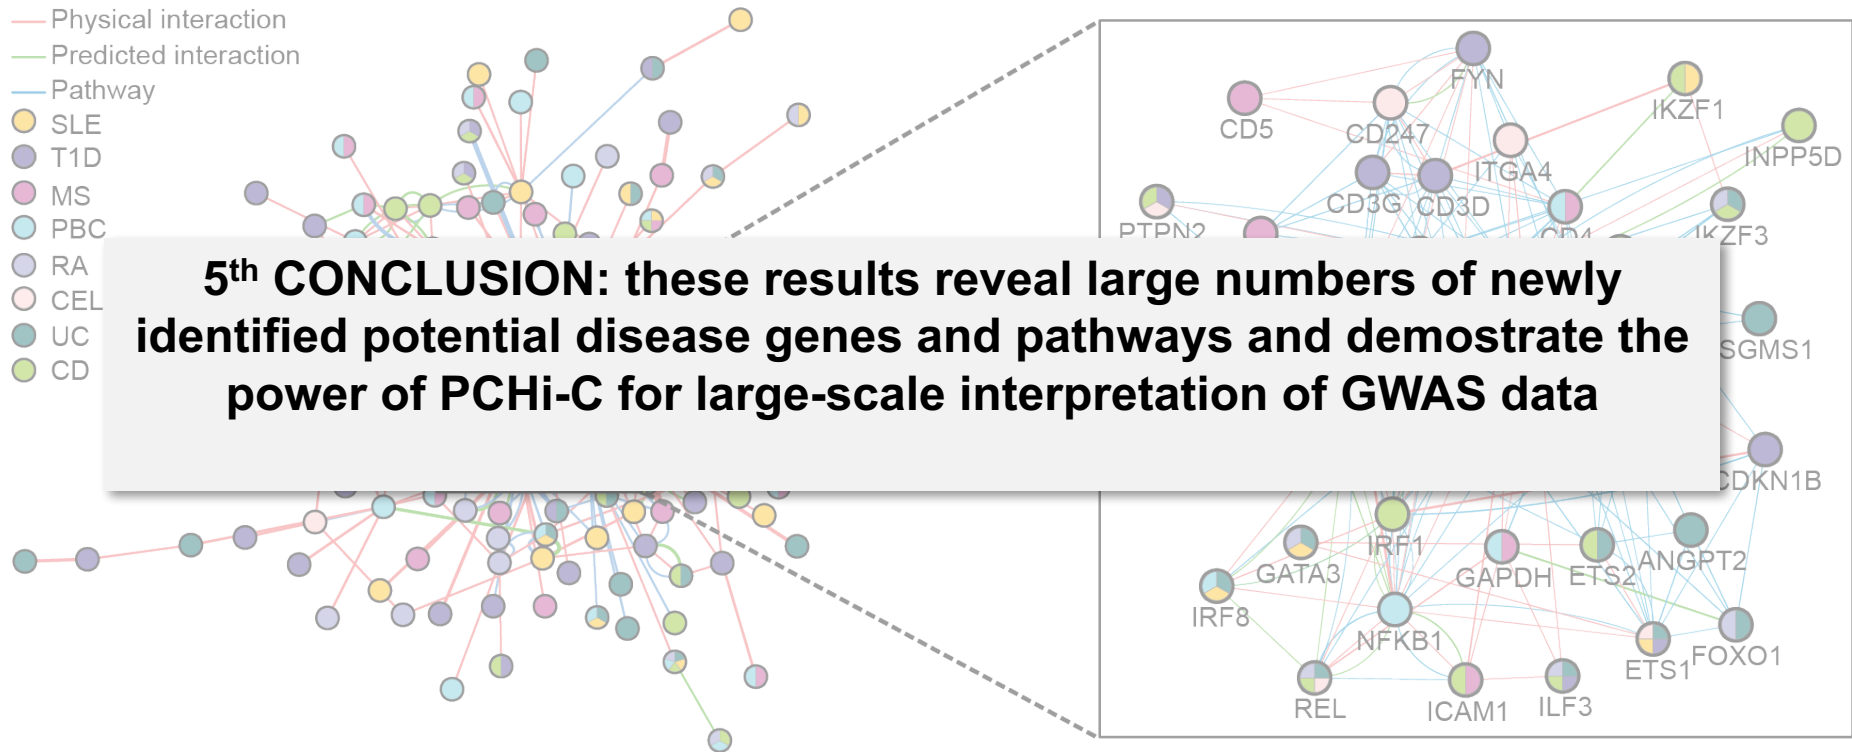 Physical interaction
Predicted interaction
Pathway
SLE
T1D
MS
PBC
RA
CEL
UC
CD
5th CONCLUSION: these results reveal large numbers of newly
identified potential disease genes and pathways and demostrate the
power of PCHi-C for large-scale interpretation of GWAS data
FYN
IKZF1
CD5
CD247
INPP5D
ITGA4
CD3G
CD3D
PTPN2
CD4
IKZF3
SGMS1
CDKN1B
IRF1
GATA3
GAPDH
ETS2
ANGPT2
IRF8
NFKB1
ETS1
FOXO1
REL
ICAM1
ILF3